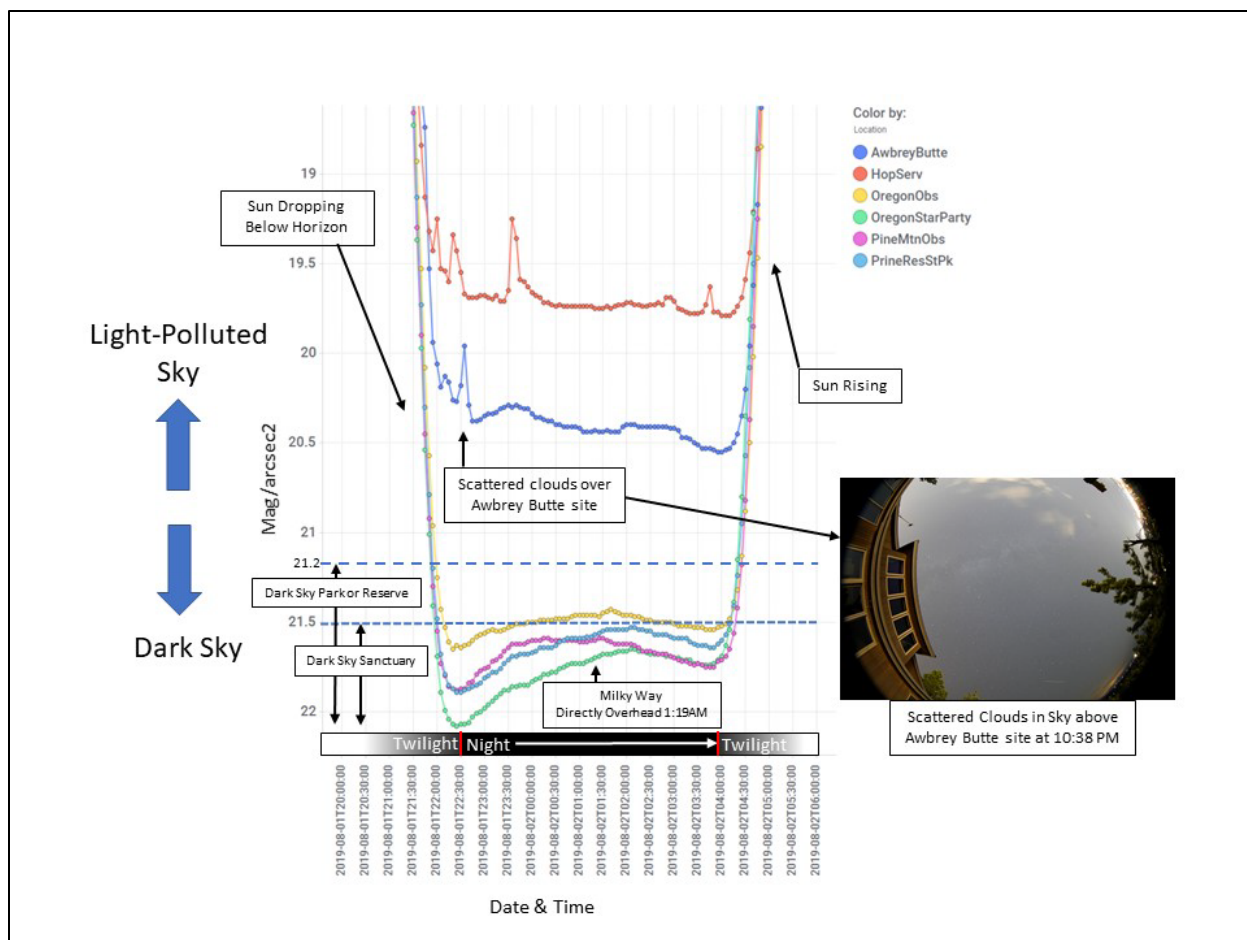 Color by:
Location
AwbreyButte
HopServ
OregonObs
OregonStarParty
PineMtnObs
PrineResStPk
19
19.5
20
20.5
21
21.2
21.5
22
Mag/arcsec2
Sun Dropping
Below Horizon
Light-Polluted
Sky
Dark Sky
Sun Rising
Scattered clouds over
Awbrey Butte site
Dark Sky Park or Reserve
Dark Sky Sanctuary
Milky Way
Directly Overhead 1:19AM
Scattered Clouds in Sky above
Awbrey Butte site at 10:38 PM
Twilight
Night
Twilight
2019-08-01T20:00:00
2019-08-01T20:30:00
2019-08-01T21:00:00
2019-08-01T21:30:00
2019-08-01T22:00:00
2019-08-01T22:30:00
2019-08-01T23:00:00
2019-08-01T23:30:00
2019-08-02T00:00:00
2019-08-02T00:30:00
2019-08-02T01:00:00
2019-08-02T01:30:00
2019-08-02T02:00:00
2019-08-02T02:30:00
2019-08-02T03:00:00
2019-08-02T03:30:00
2019-08-02T04:00:00
2019-08-02T04:30:00
2019-08-02T05:00:00
2019-08-02T05:30:00
2019-08-02T06:00:00
Date & Time